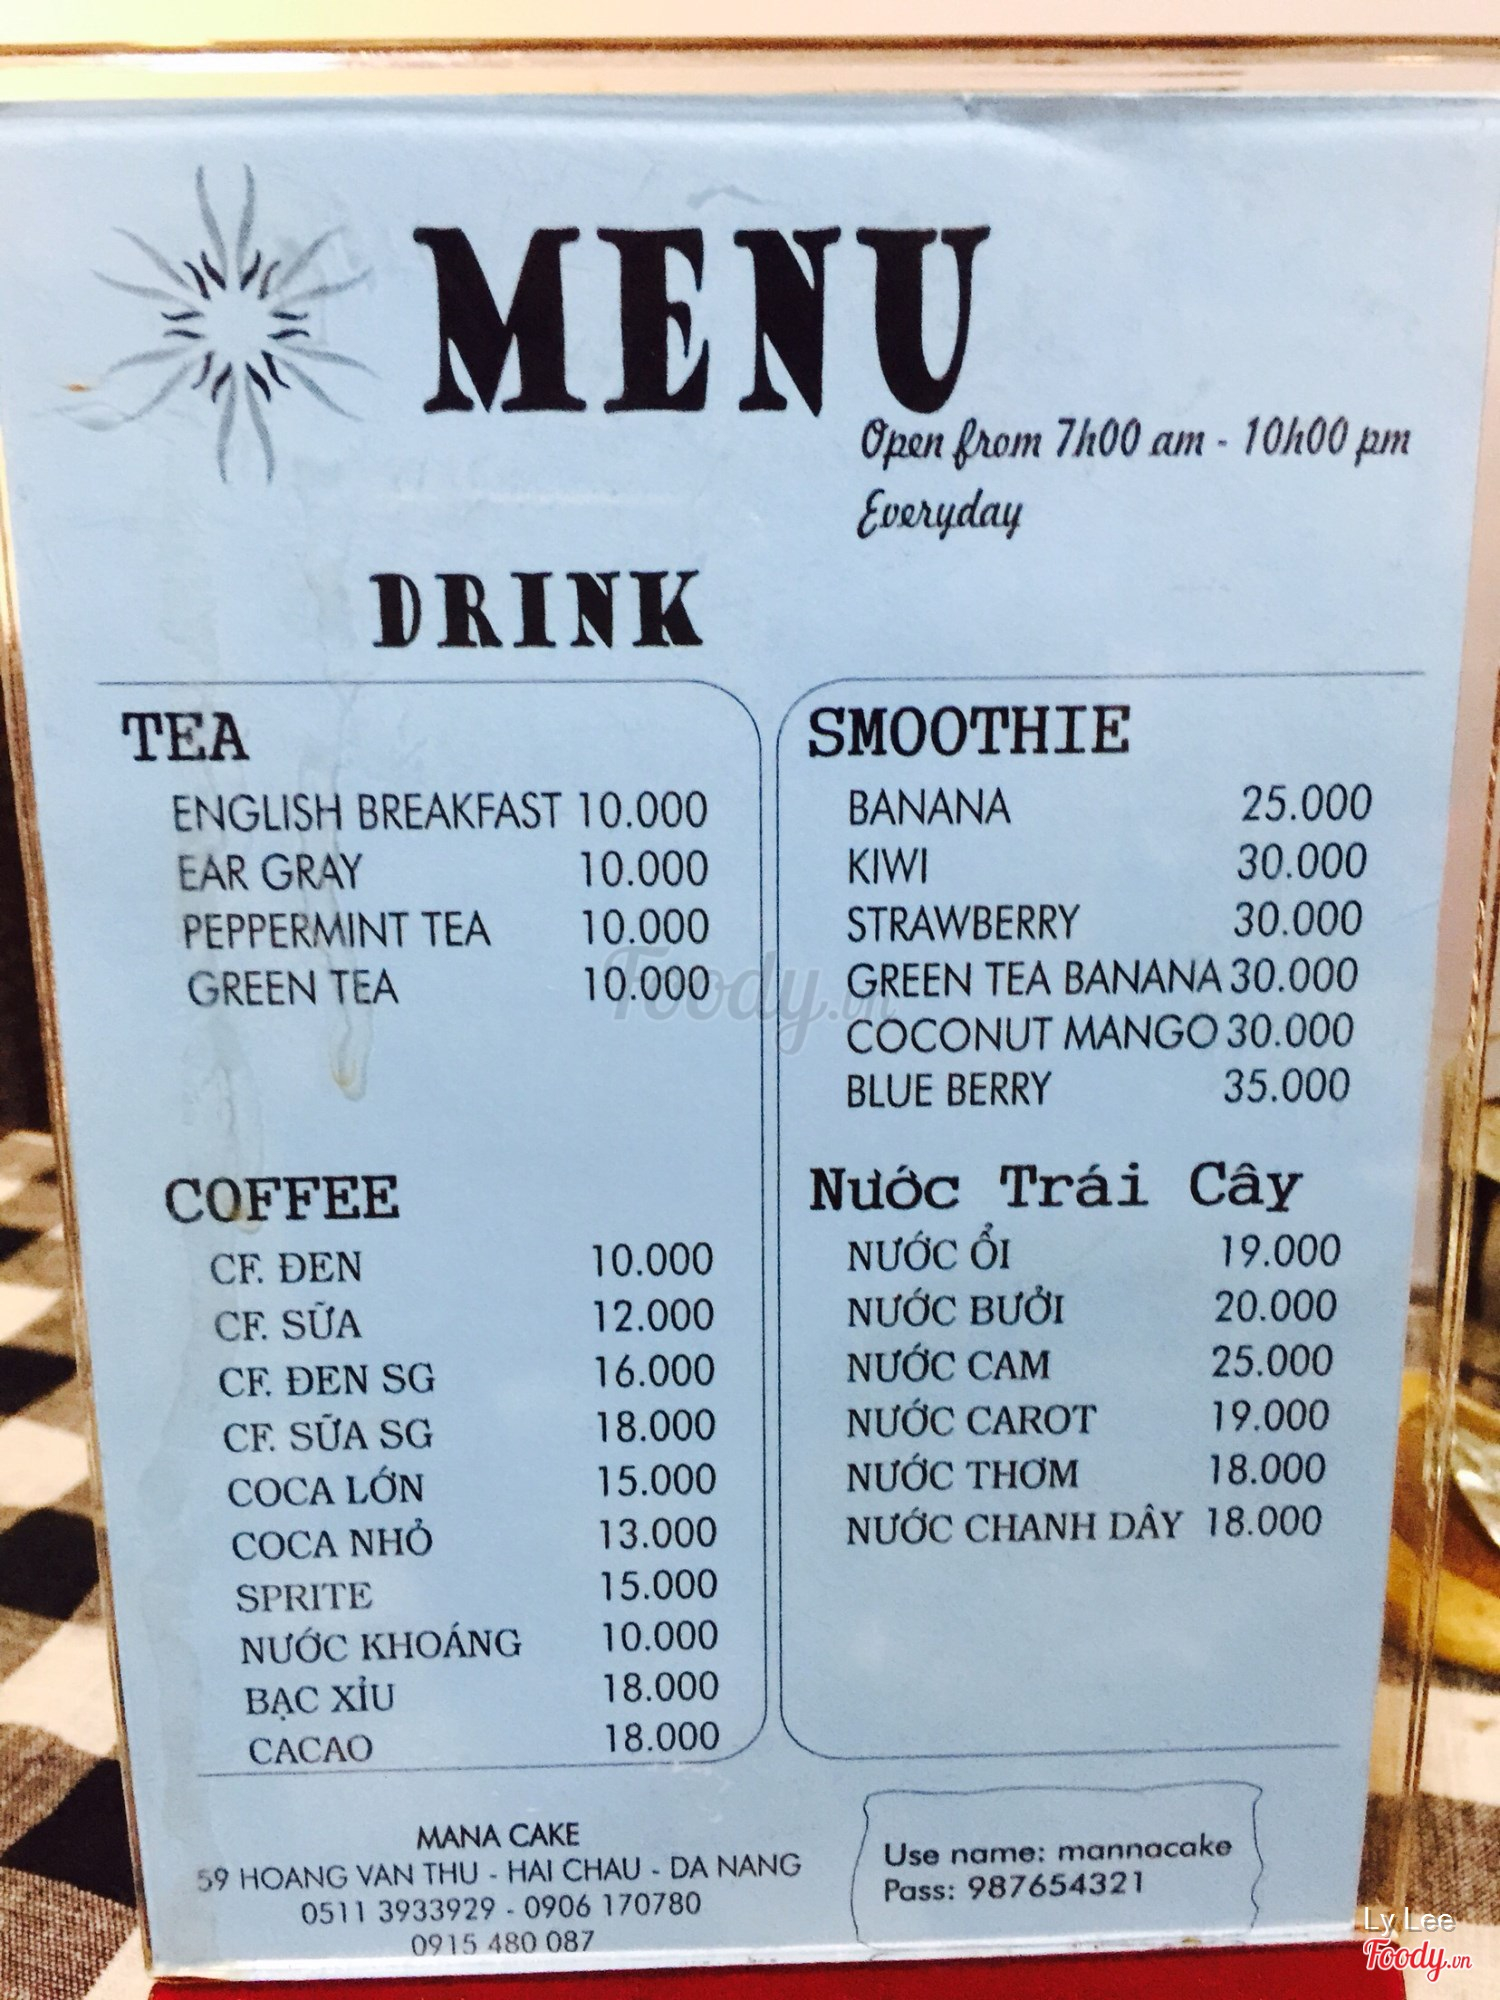 MENU
Open from 7h00 am - 10h00 pm
Everyday
DRINK
TEA
ENGLISH BREAKFAST 10.000
EAR GRAY 10.000
PEPPERMINT TEA 10.000
GREEN TEA 10.000
COFFEE
CF. ĐEN 10.000
CF. SỮA 12.000
CF. ĐEN SG 16.000
CF. SỮA SG 18.000
COCA LỚN 15.000
COCA NHỎ 13.000
SPRITE 15.000
NƯỚC KHOÁNG 10.000
BẠC XỈU 18.000
CACAO 18.000
SMOOTHIE
BANANA 25.000
KIWI 30.000
STRAWBERRY 30.000
GREEN TEA BANANA 30.000
COCONUT MANGO 30.000
BLUE BERRY 35.000
Nước Trái Cây
NƯỚC ỔI 19.000
NƯỚC BƯỞI 20.000
NƯỚC CAM 25.000
NƯỚC CAROT 19.000
NƯỚC THƠM 18.000
NƯỚC CHANH DÂY 18.000
MANA CAKE
59 HOANG VAN THU - HAI CHAU - DA NANG
0511 3933929 - 0906 170780
0915 480 087
Use name: mannacake
Pass: 987654321
Foody.vn
Ly Lee
Foody.vn